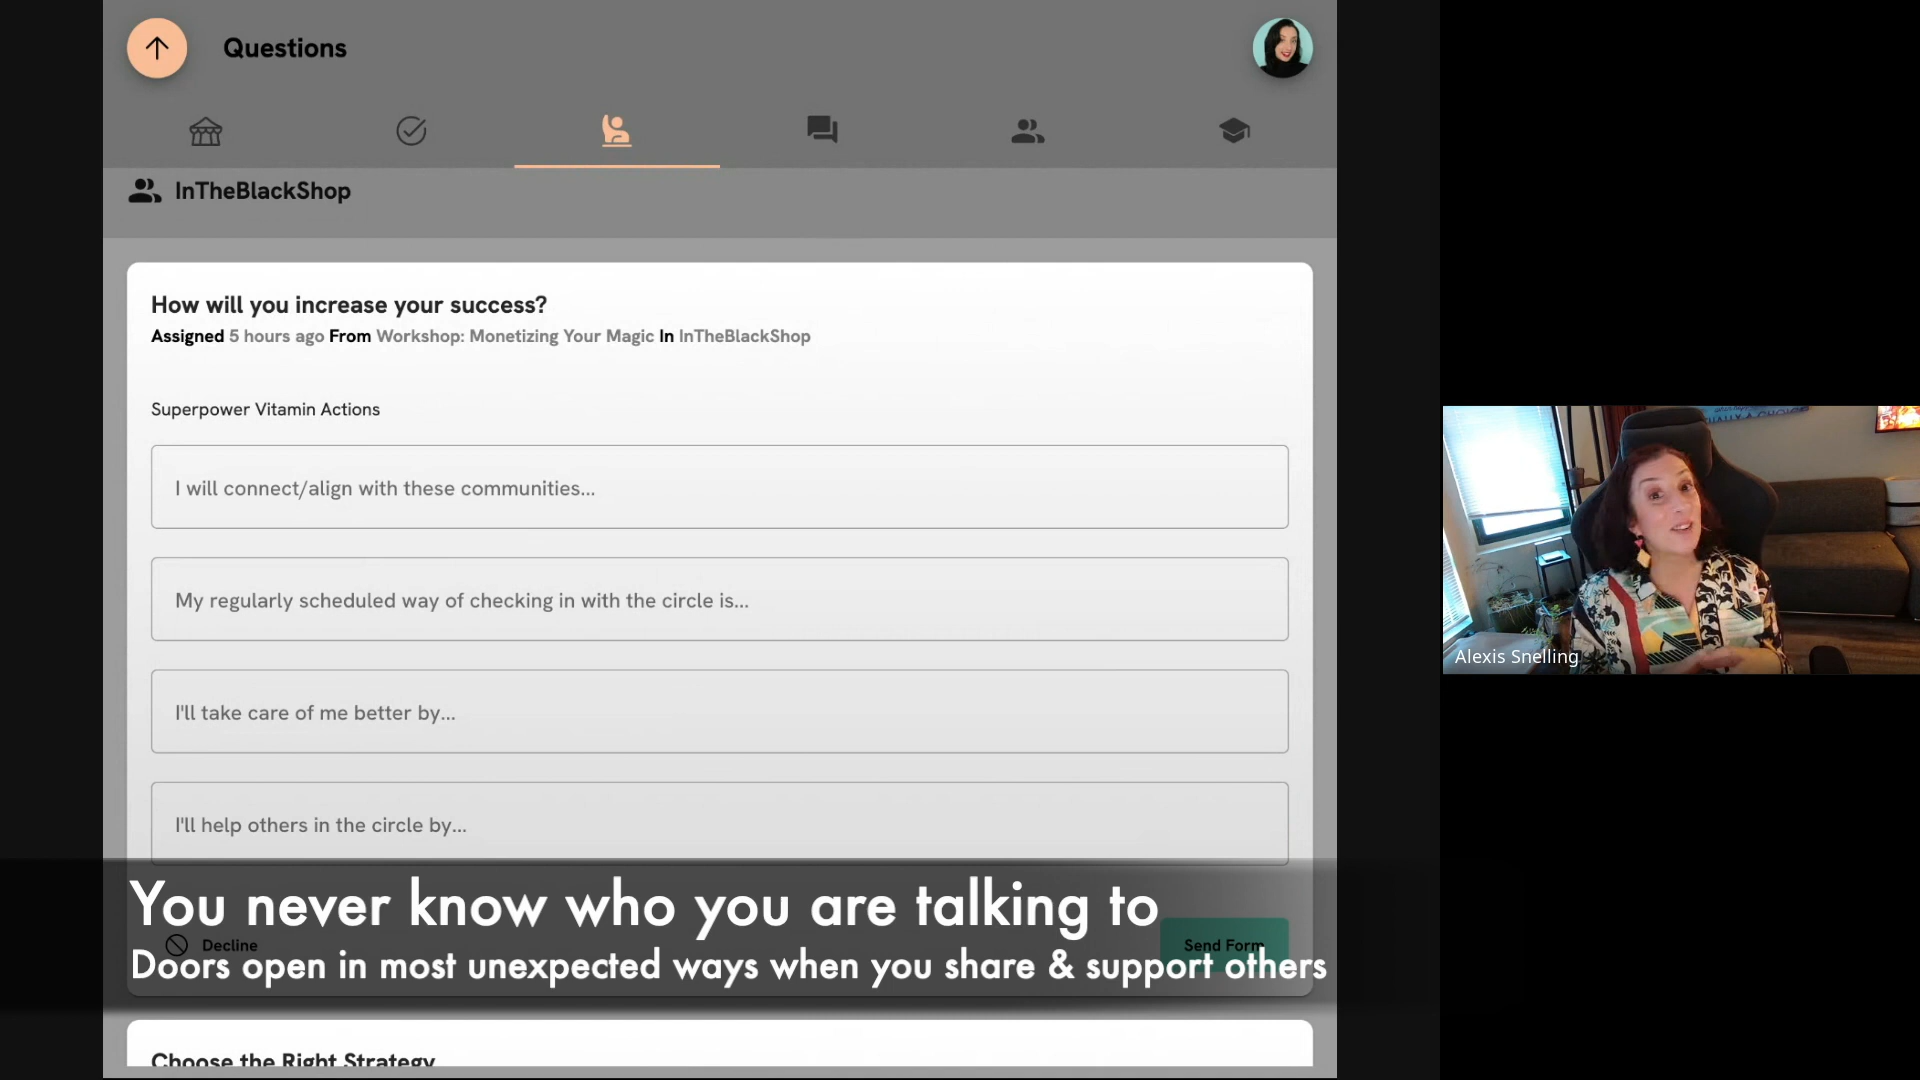 Questions
InTheBlackShop
How will you increase your success?
Assigned 5 hours ago From Workshop: Monetizing Your Magic In InTheBlackShop
Superpower Vitamin Actions
I will connect/align with these communities...
My regularly scheduled way of checking in with the circle is...
I'll take care of me better by...
I'll help others in the circle by...
You never know who you are talking to
Decline
Send Form
Doors open in most unexpected ways when you share & support others
Choose the Right Strategy
Alexis Snelling